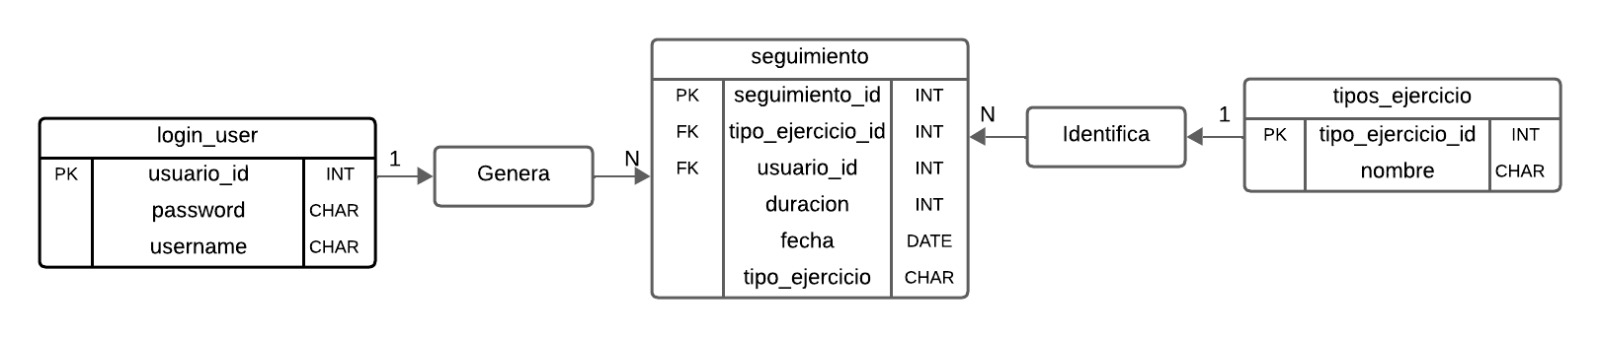 login_user
PK usuario_id INT
password CHAR
username CHAR
1
Genera
N
seguimiento
PK seguimiento_id INT
FK tipo_ejercicio_id INT
FK usuario_id INT
duracion INT
fecha DATE
tipo_ejercicio CHAR
N
Identifica
1
tipos_ejercicio
PK tipo_ejercicio_id INT
nombre CHAR